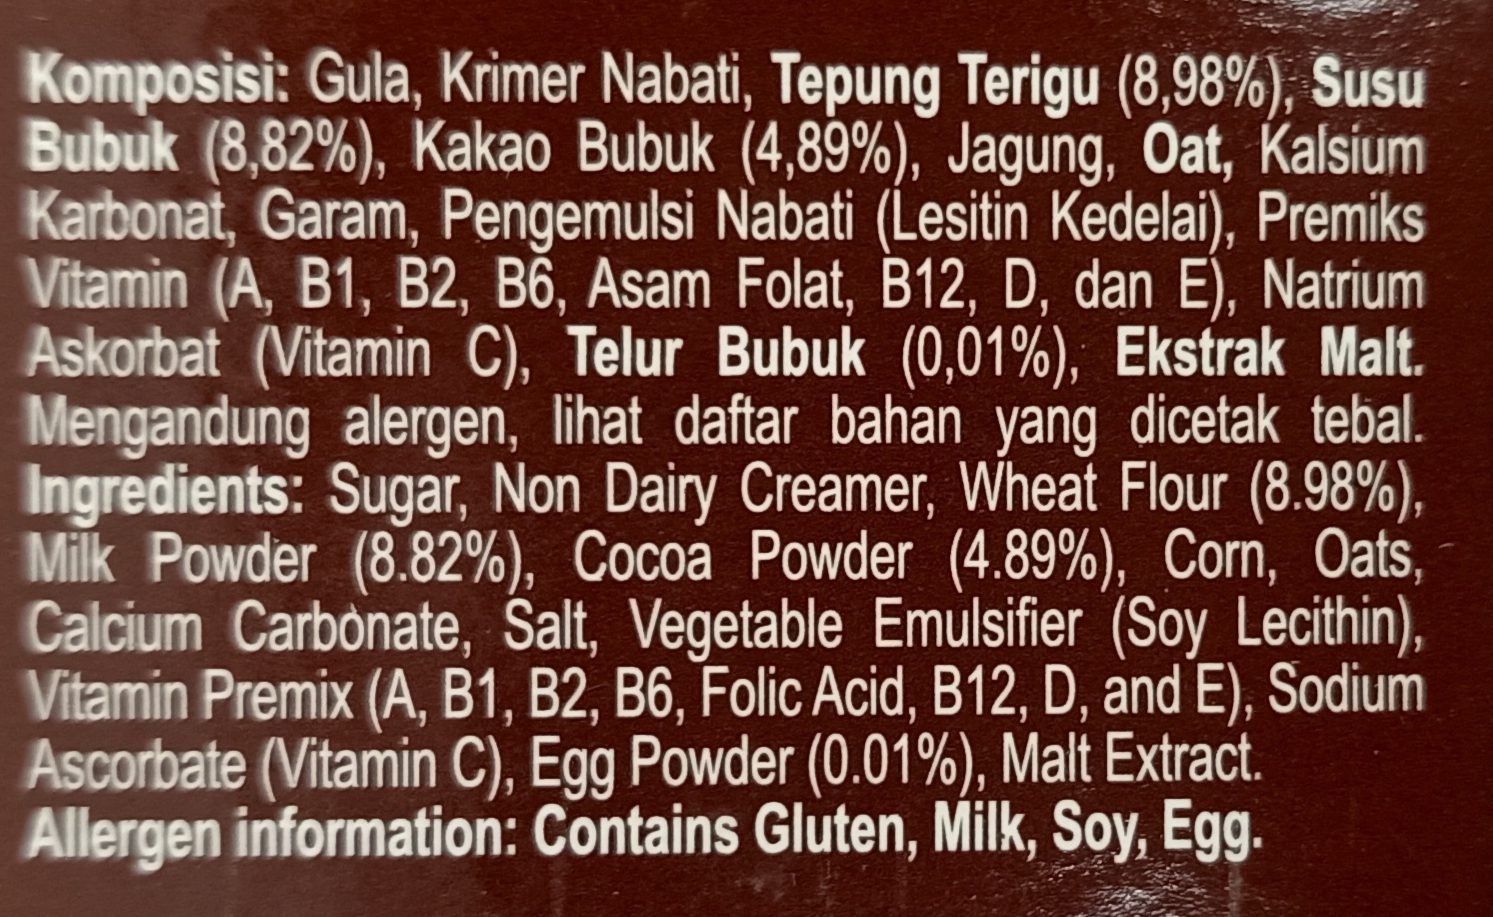 Komposisi: Gula, Krimer Nabati, Tepung Terigu (8,98%), Susu
Bubuk (8,82%), Kakao Bubuk (4,89%), Jagung, Oat, Kalsium
Karbonat, Garam, Pengemulsi Nabati (Lesitin Kedelai), Premiks
Vitamin (A, B1, B2, B6, Asam Folat, B12, D, dan E), Natrium
Askorbat (Vitamin C), Telur Bubuk (0,01%), Ekstrak Malt.
Mengandung alergen, lihat daftar bahan yang dicetak tebal.
Ingredients: Sugar, Non Dairy Creamer, Wheat Flour (8.98%),
Milk Powder (8.82%), Cocoa Powder (4.89%), Corn, Oats,
Calcium Carbonate, Salt, Vegetable Emulsifier (Soy Lecithin),
Vitamin Premix (A, B1, B2, B6, Folic Acid, B12, D, and E), Sodium
Ascorbate (Vitamin C), Egg Powder (0.01%), Malt Extract.
Allergen information: Contains Gluten, Milk, Soy, Egg.